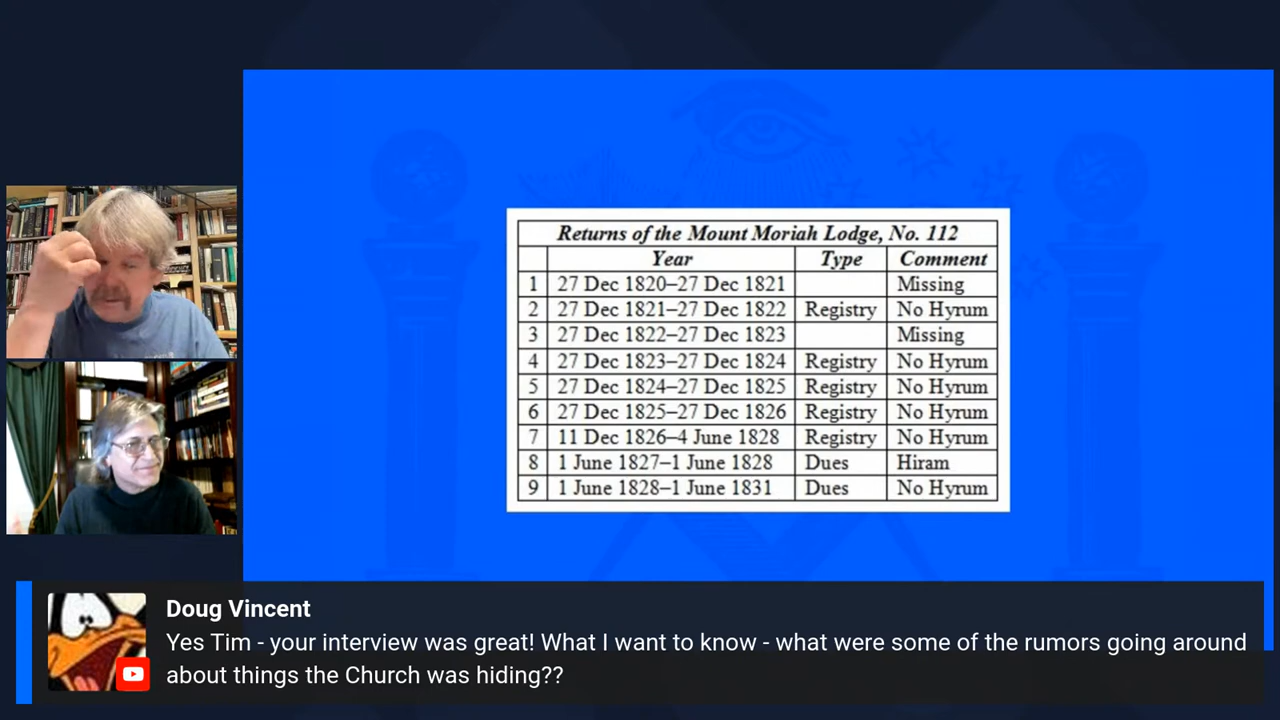 Returns of the Mount Moriah Lodge, No. 112
Year Type Comment
1 27 Dec 1820–27 Dec 1821 Missing
2 27 Dec 1821–27 Dec 1822 Registry No Hyrum
3 27 Dec 1822–27 Dec 1823 Missing
4 27 Dec 1823–27 Dec 1824 Registry No Hyrum
5 27 Dec 1824–27 Dec 1825 Registry No Hyrum
6 27 Dec 1825–27 Dec 1826 Registry No Hyrum
7 11 Dec 1826–4 June 1828 Registry No Hyrum
8 1 June 1827–1 June 1828 Dues Hiram
9 1 June 1828–1 June 1831 Dues No Hyrum
Doug Vincent
Yes Tim - your interview was great! What I want to know - what were some of the rumors going around
about things the Church was hiding??